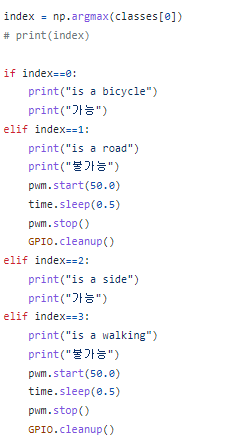 index = np.argmax(classes[0])
# print(index)
if index==0:
print("is a bicycle")
print("가능")
elif index==1:
print("is a road")
print("불가능")
pwm.start(50.0)
time.sleep(0.5)
pwm.stop()
GPIO.cleanup()
elif index==2:
print("is a side")
print("가능")
elif index==3:
print("is a walking")
print("불가능")
pwm.start(50.0)
time.sleep(0.5)
pwm.stop()
GPIO.cleanup()